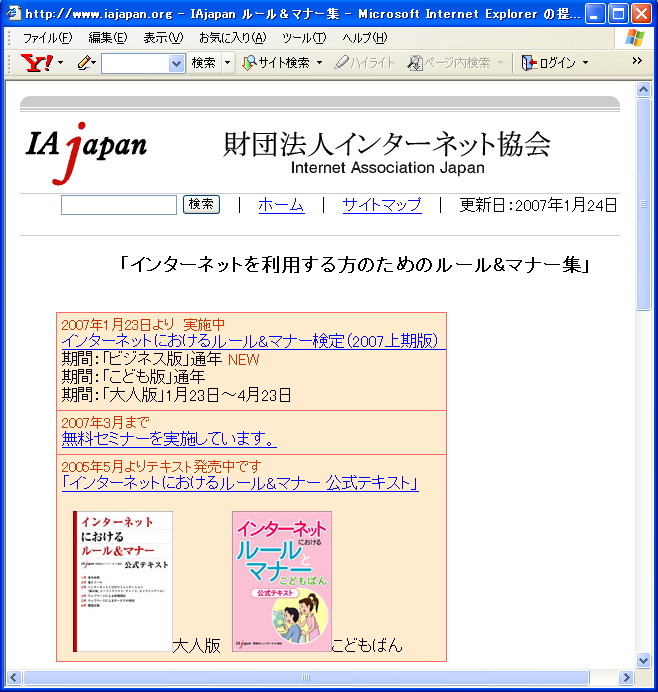 http://www.iajapan.org - IAjapan ルール＆マナー集 - Microsoft Internet Explorer の提...
ファイル(F) 編集(E) 表示(V) お気に入り(A) ツール(T) ヘルプ(H)
Y! 検索 サイト検索 ハイライト ページ内検索 ログイン
IAjapan 財団法人インターネット協会
Internet Association Japan
検索 | ホーム | サイトマップ | 更新日：2007年1月24日
「インターネットを利用する方のためのルール&マナー集」
2007年1月23日より 実施中
インターネットにおけるルール&マナー検定（2007上期版）
期間：「ビジネス版」通年 NEW
期間：「こども版」通年
期間：「大人版」1月23日～4月23日
2007年3月まで
無料セミナーを実施しています。
2005年5月よりテキスト発売中です
「インターネットにおけるルール&マナー 公式テキスト」
インターネット
における
ルール&マナー
IAjapan
公式テキスト
大人版
インターネット
における
ルールと
マナー
こどもばん
公式テキスト
IAjapan
こどもばん